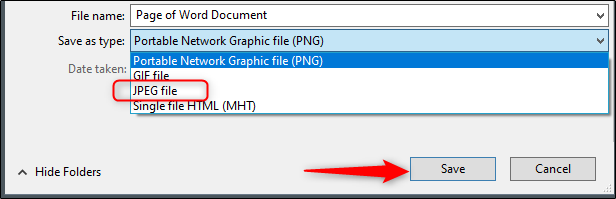 File name: Page of Word Document
Save as type: Portable Network Graphic file (PNG)
Portable Network Graphic file (PNG)
Date taken: GIF file
JPEG file
Single file HTML (MHT)
Hide Folders Save Cancel